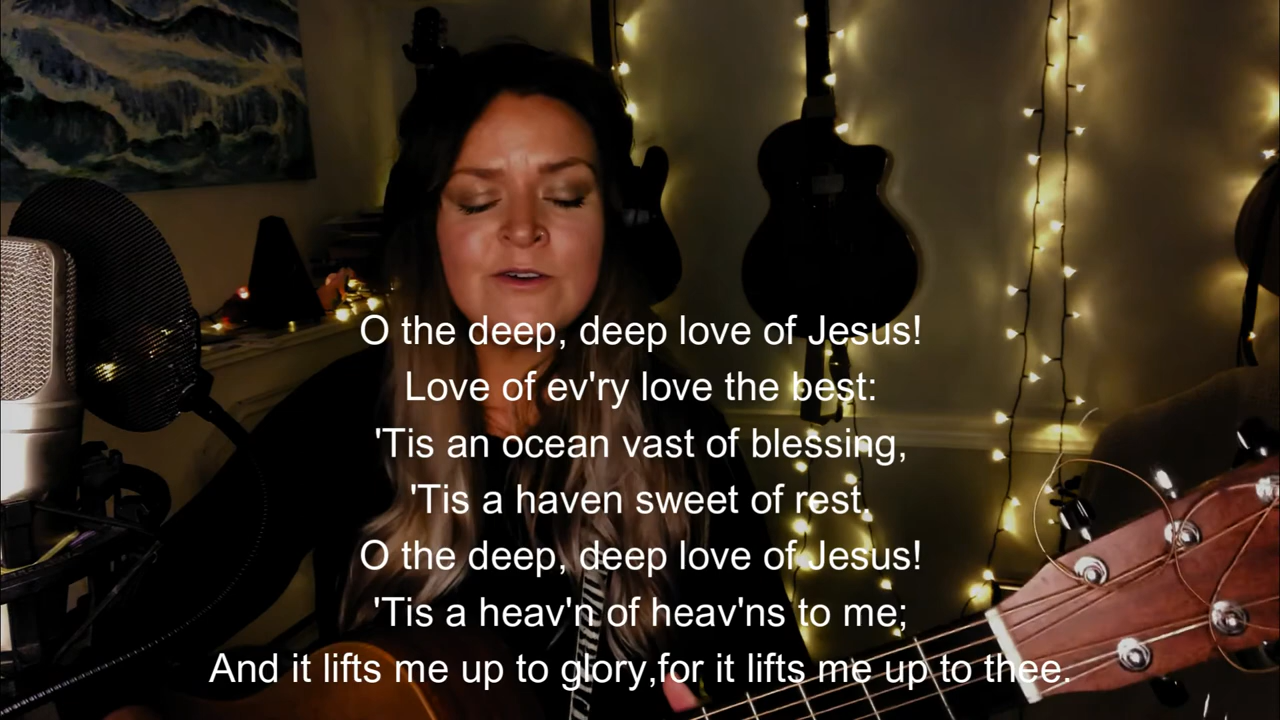 O the deep, deep love of Jesus!
Love of ev'ry love the best:
'Tis an ocean vast of blessing,
'Tis a haven sweet of rest.
O the deep, deep love of Jesus!
'Tis a heav'n of heav'ns to me;
And it lifts me up to glory,for it lifts me up to thee.